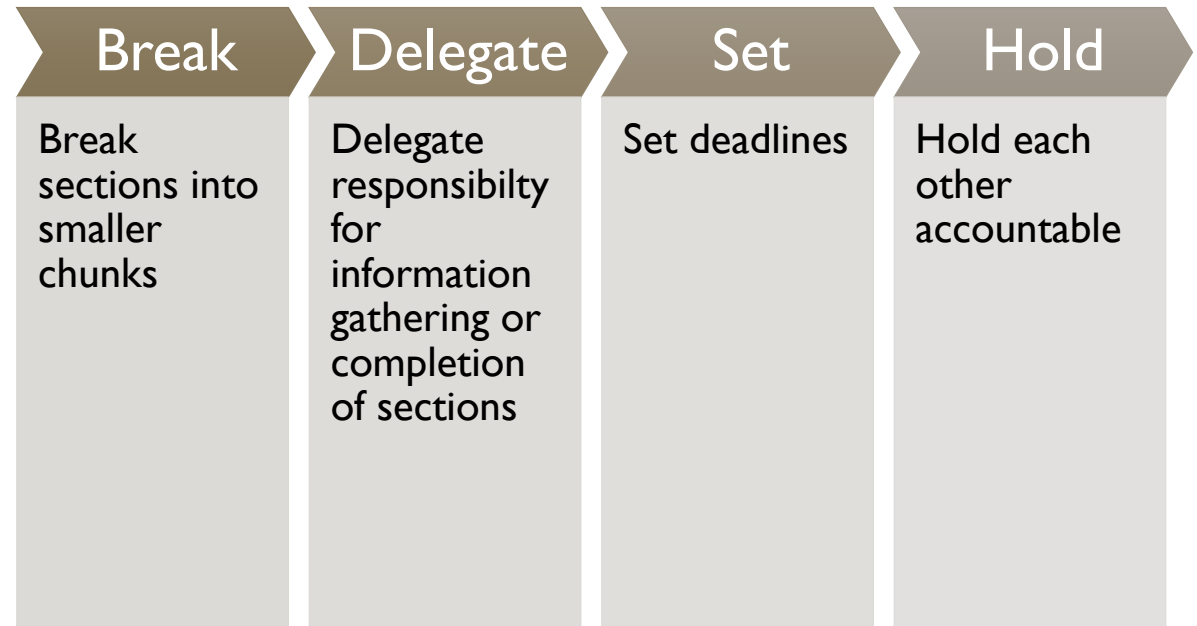 Break
Delegate
Set
Hold
Break
sections into
smaller
chunks
Delegate
responsibilty
for
information
gathering or
completion
of sections
Set deadlines
Hold each
other
accountable